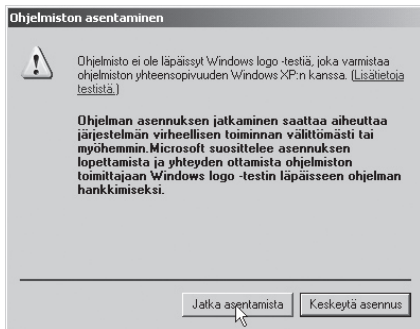 Ohjelmiston asentaminen
Ohjelmisto ei ole läpäissyt Windows logo -testiä, joka varmistaa
ohjelmiston yhteensopivuuden Windows XP:n kanssa. (Lisätietoja
testistä.)
Ohjelman asennuksen jatkaminen saattaa aiheuttaa
järjestelmän virheellisen toiminnan välittömästi tai
myöhemmin.Microsoft suosittelee asennuksen
lopettamista ja yhteyden ottamista ohjelmiston
toimittajaan Windows logo -testin läpäisseen ohjelman
hankkimiseksi.
Jatka asentamista Keskeytä asennus